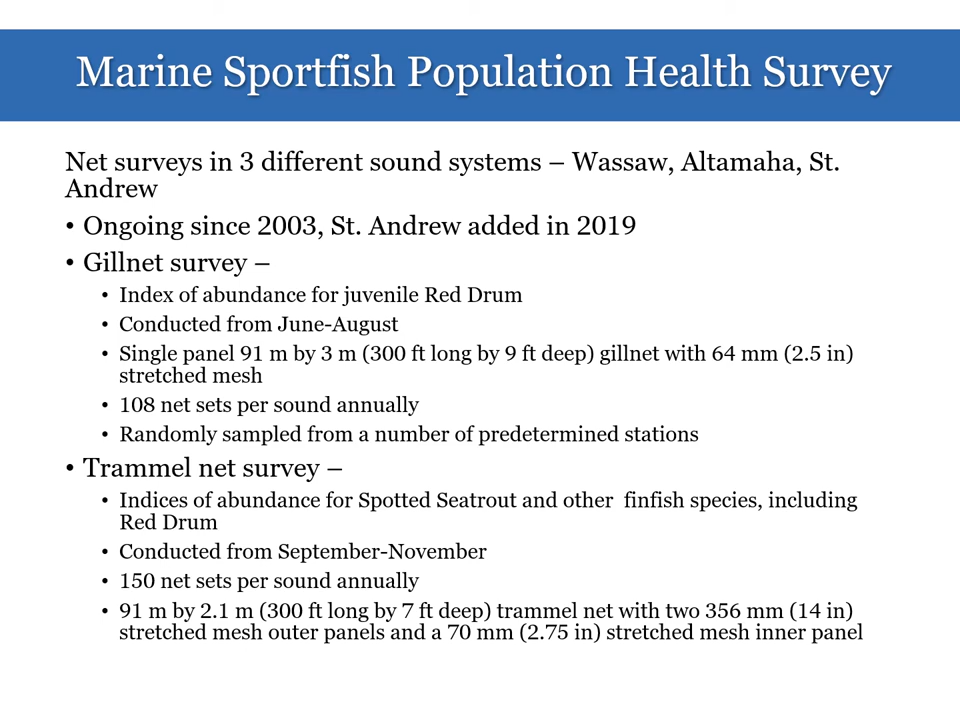 Marine Sportfish Population Health Survey
Net surveys in 3 different sound systems – Wassaw, Altamaha, St.
Andrew
• Ongoing since 2003, St. Andrew added in 2019
• Gillnet survey –
• Index of abundance for juvenile Red Drum
• Conducted from June-August
• Single panel 91 m by 3 m (300 ft long by 9 ft deep) gillnet with 64 mm (2.5 in)
stretched mesh
• 108 net sets per sound annually
• Randomly sampled from a number of predetermined stations
• Trammel net survey –
• Indices of abundance for Spotted Seatrout and other  finfish species, including
Red Drum
• Conducted from September-November
• 150 net sets per sound annually
• 91 m by 2.1 m (300 ft long by 7 ft deep) trammel net with two 356 mm (14 in)
stretched mesh outer panels and a 70 mm (2.75 in) stretched mesh inner panel